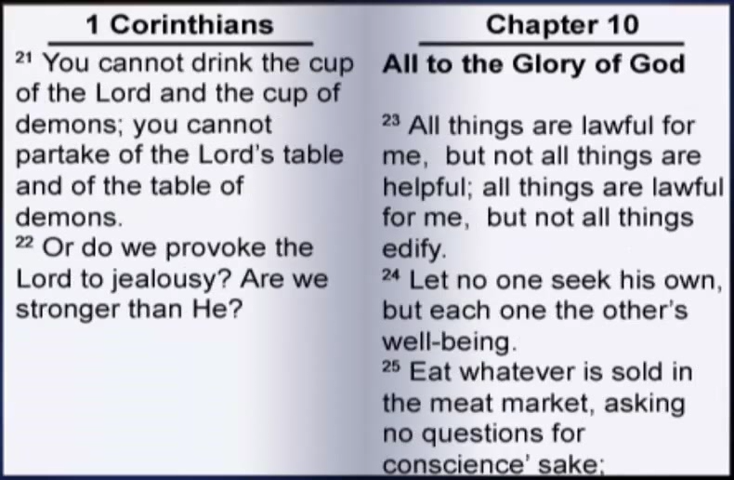 1 Corinthians
²¹ You cannot drink the cup
of the Lord and the cup of
demons; you cannot
partake of the Lord's table
and of the table of
demons.
²² Or do we provoke the
Lord to jealousy? Are we
stronger than He?
Chapter 10
All to the Glory of God
²³ All things are lawful for
me, but not all things are
helpful; all things are lawful
for me, but not all things
edify.
²⁴ Let no one seek his own,
but each one the other's
well-being.
²⁵ Eat whatever is sold in
the meat market, asking
no questions for
conscience' sake;